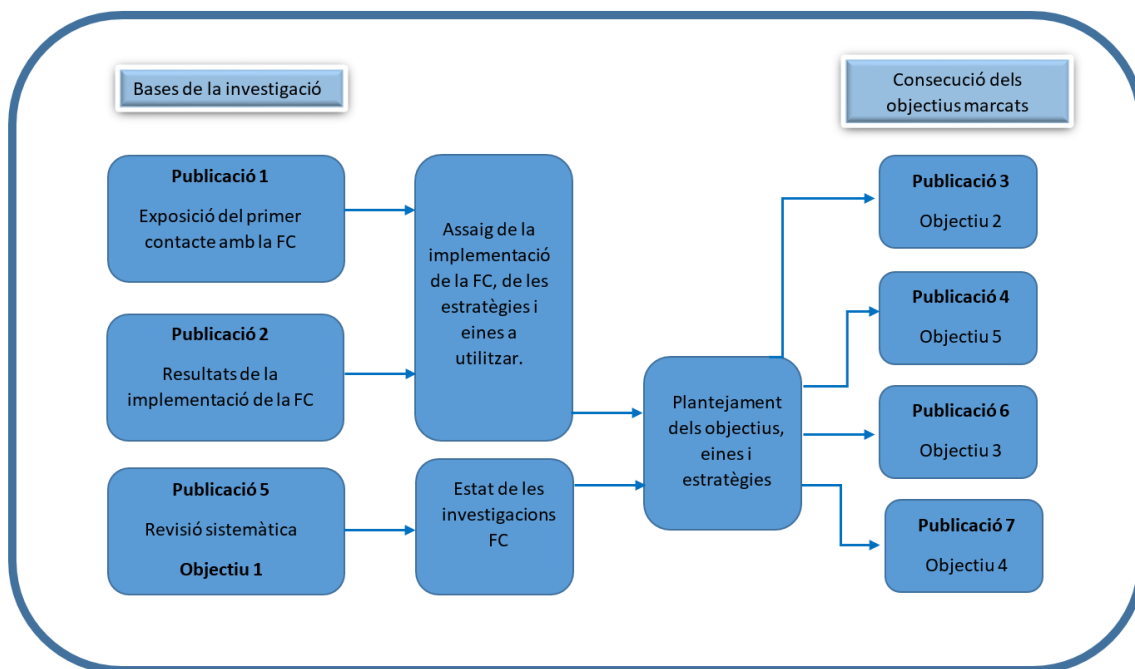 Bases de la investigació
Consecució dels
objectius marcats
Publicació 1
Exposició del primer
contacte amb la FC
Publicació 2
Resultats de la
implementació de la FC
Publicació 5
Revisió sistemàtica
Objectiu 1
Assaig de la
implementació
de la FC, de les
estratègies i
eines a
utilitzar.
Estat de les
investigacions
FC
Plantejament
dels objectius,
eines i
estratègies
Publicació 3
Objectiu 2
Publicació 4
Objectiu 5
Publicació 6
Objectiu 3
Publicació 7
Objectiu 4